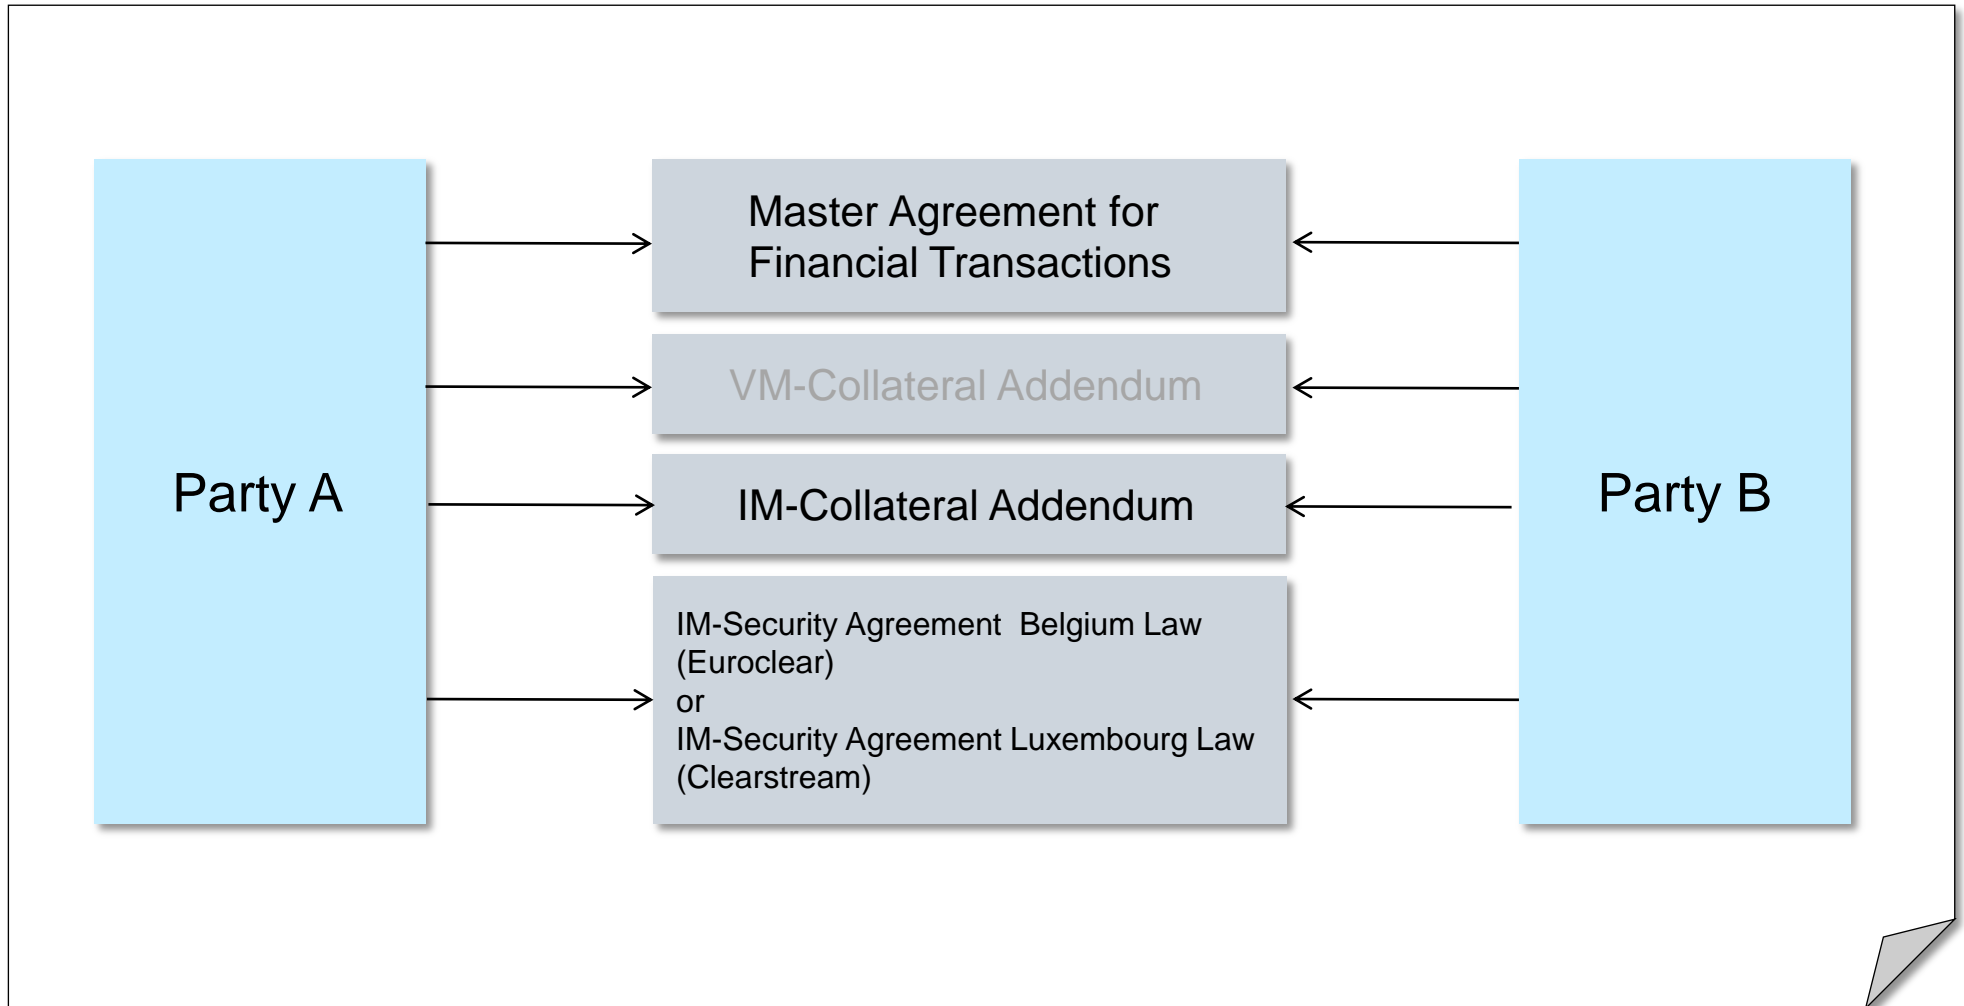 Master Agreement for
Financial Transactions
VM-Collateral Addendum
Party A
IM-Collateral Addendum
Party B
IM-Security Agreement  Belgium Law
(Euroclear)
or
IM-Security Agreement Luxembourg Law
(Clearstream)